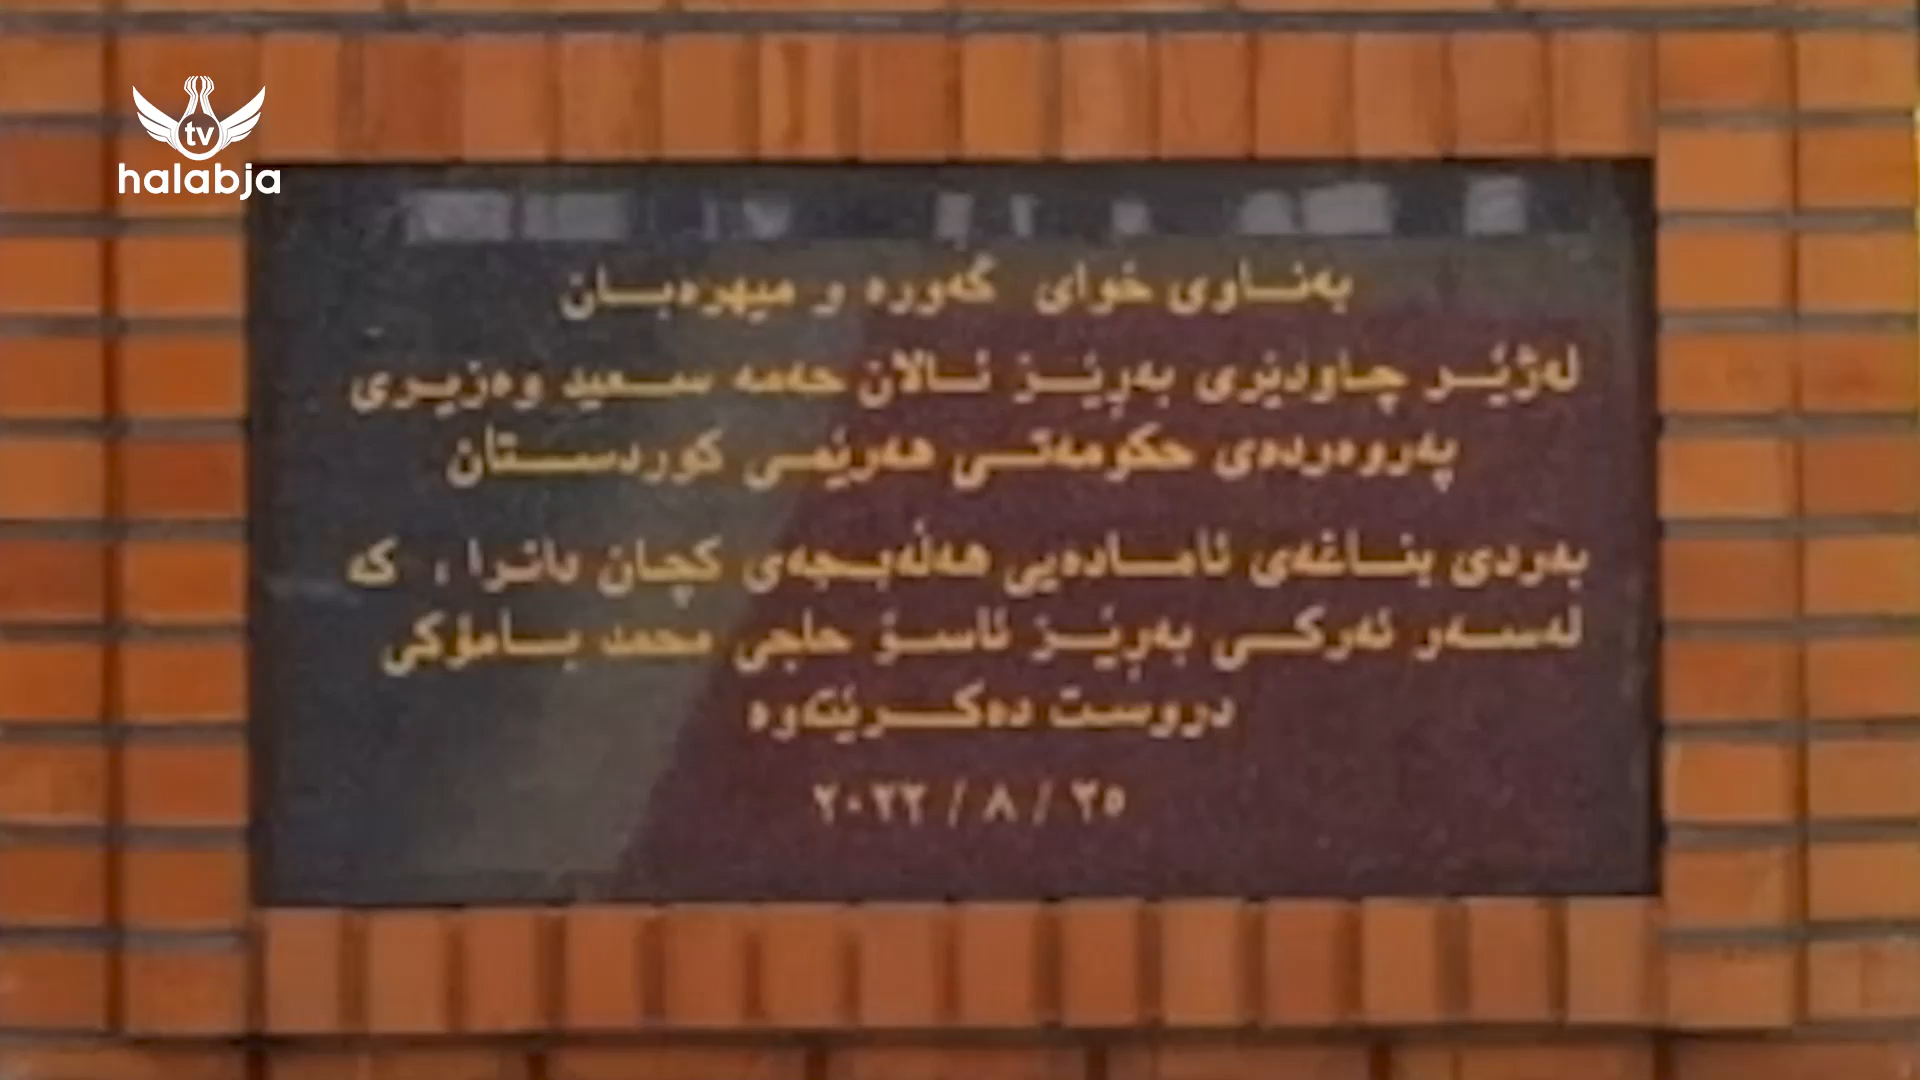 tv
halabja
بەناوی خوای گەورە و میهرەبان
لەژێر چاودێری بەڕێز ئالان حەمە سعید وەزیری
پەروەردەی حکومەتی هەرێمی کوردستان
بەردی بناغەی ئامادەیی هەڵەبجەی کچان دانرا ، کە
لەسەر ئەرکی بەڕێز ئاسۆ حاجی محمد بامۆکی
دروست دەکرێتەوە
٢٥ / ٨ / ٢٠٢٢